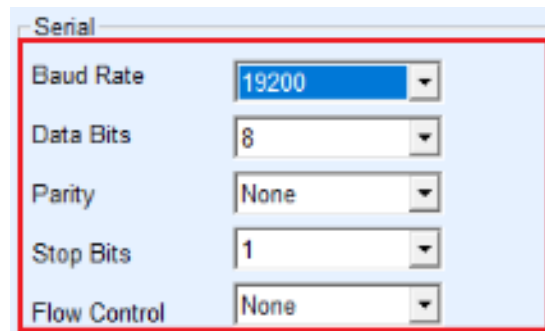 Serial
Baud Rate 19200
Data Bits 8
Parity None
Stop Bits 1
Flow Control None